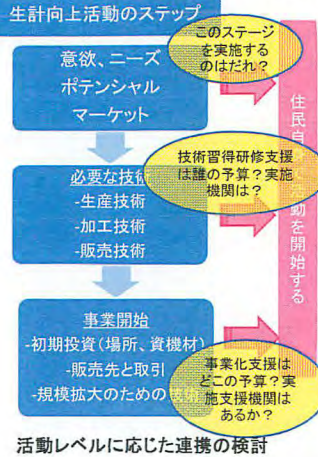 生計向上活動のステップ
意欲、ニーズ
ポテンシャル
マーケット
このステージ
を実施する
のはだれ？
必要な技術
-生産技術
-加工技術
-販売技術
技術習得研修支援
は誰の予算？実施
機関は？
事業開始
-初期投資（場所、資機材）
-販売先と取引
-規模拡大のための技術
事業化支援は
どこの予算？実
施支援機関は
あるか？
住民自
動を開始する
活動レベルに応じた連携の検討